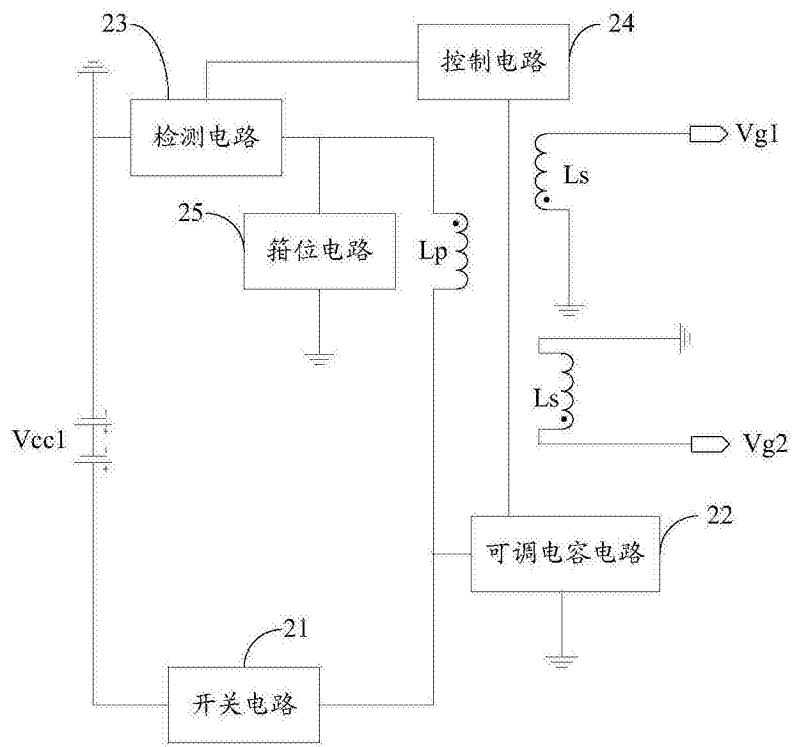 23
24
控制电路
检测电路
Vg1
Ls
25
箝位电路
Lp
Ls
Vcc1
Vg2
22
可调电容电路
21
开关电路